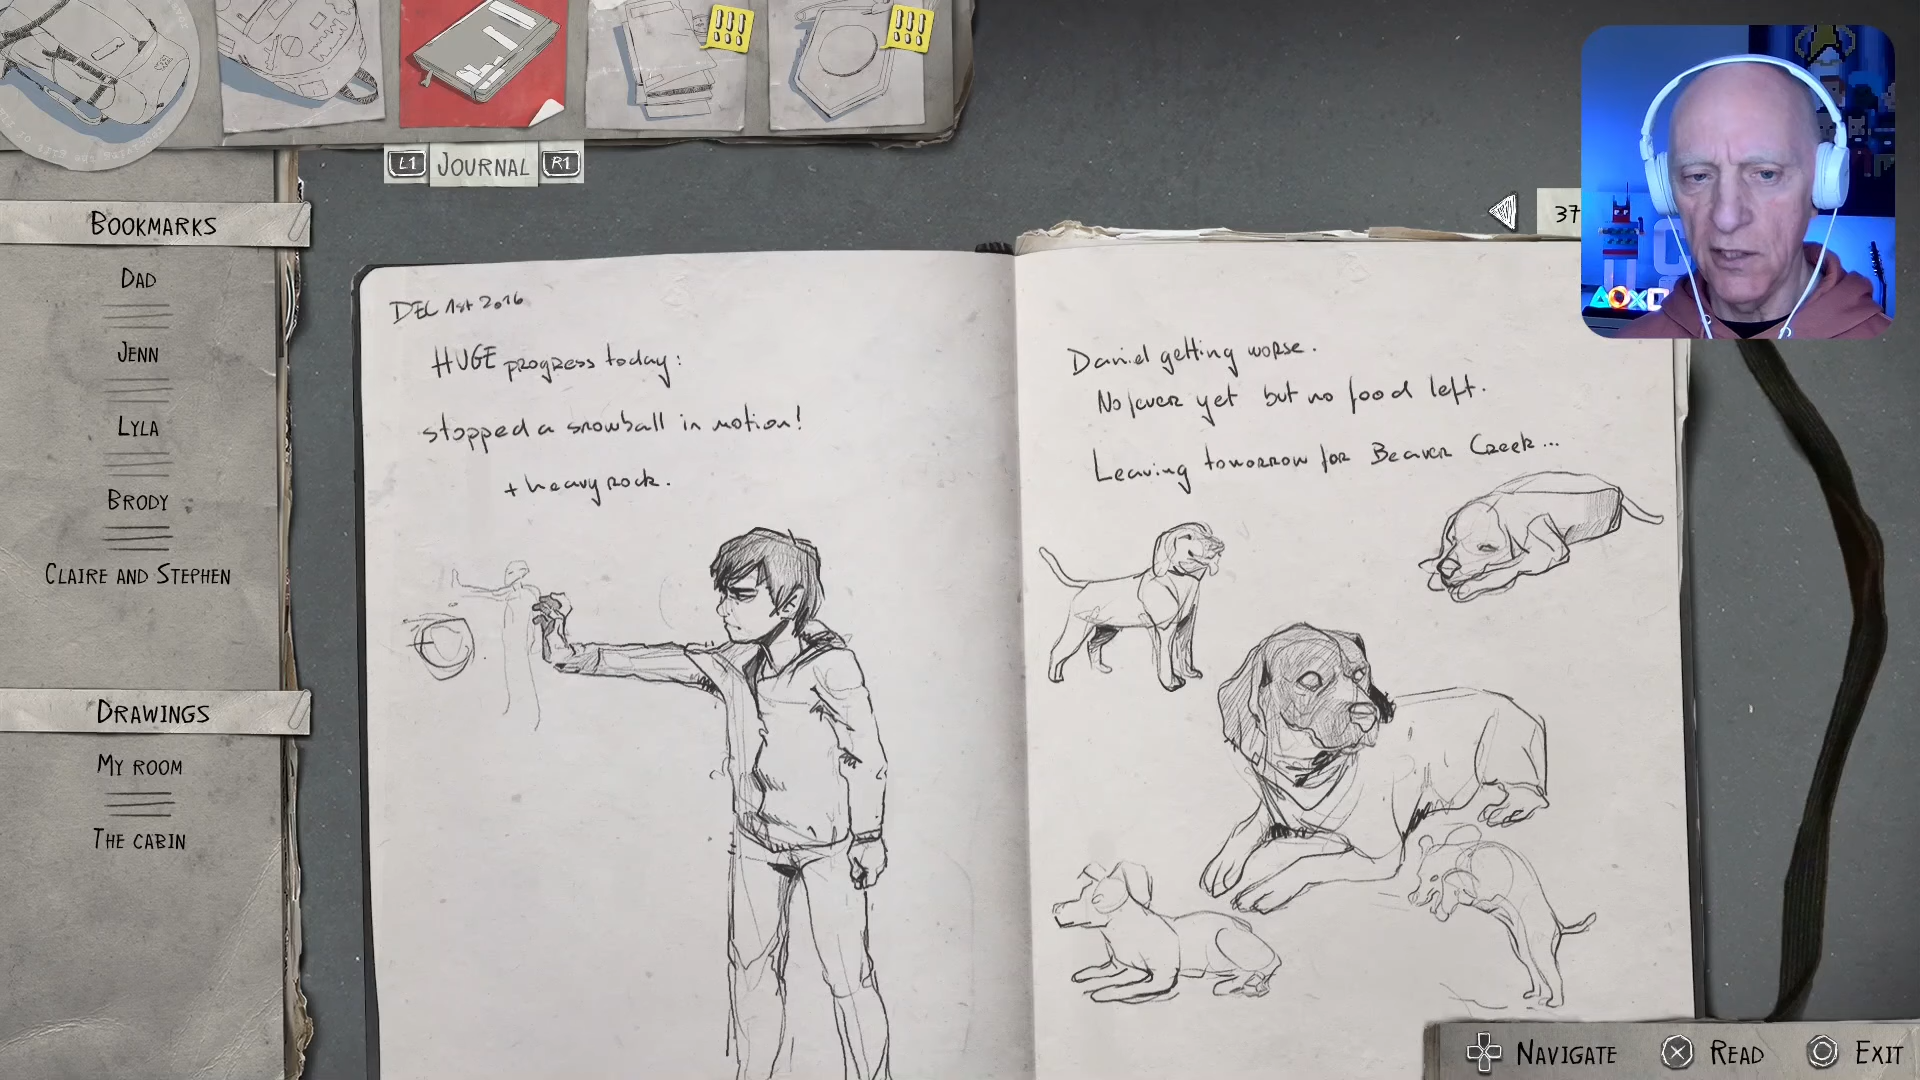 L1 JOURNAL R1
BOOKMARKS
DAD
JENN
LYLA
BRODY
CLAIRE AND STEPHEN
DRAWINGS
MY ROOM
THE CABIN
37
DEC 1st 2016
HUGE progress today:
stopped a snowball in motion!
+ heavy rock.
Daniel getting worse.
No fever yet but no food left.
Leaving tomorrow for Beaver Creek...
NAVIGATE
READ
EXIT